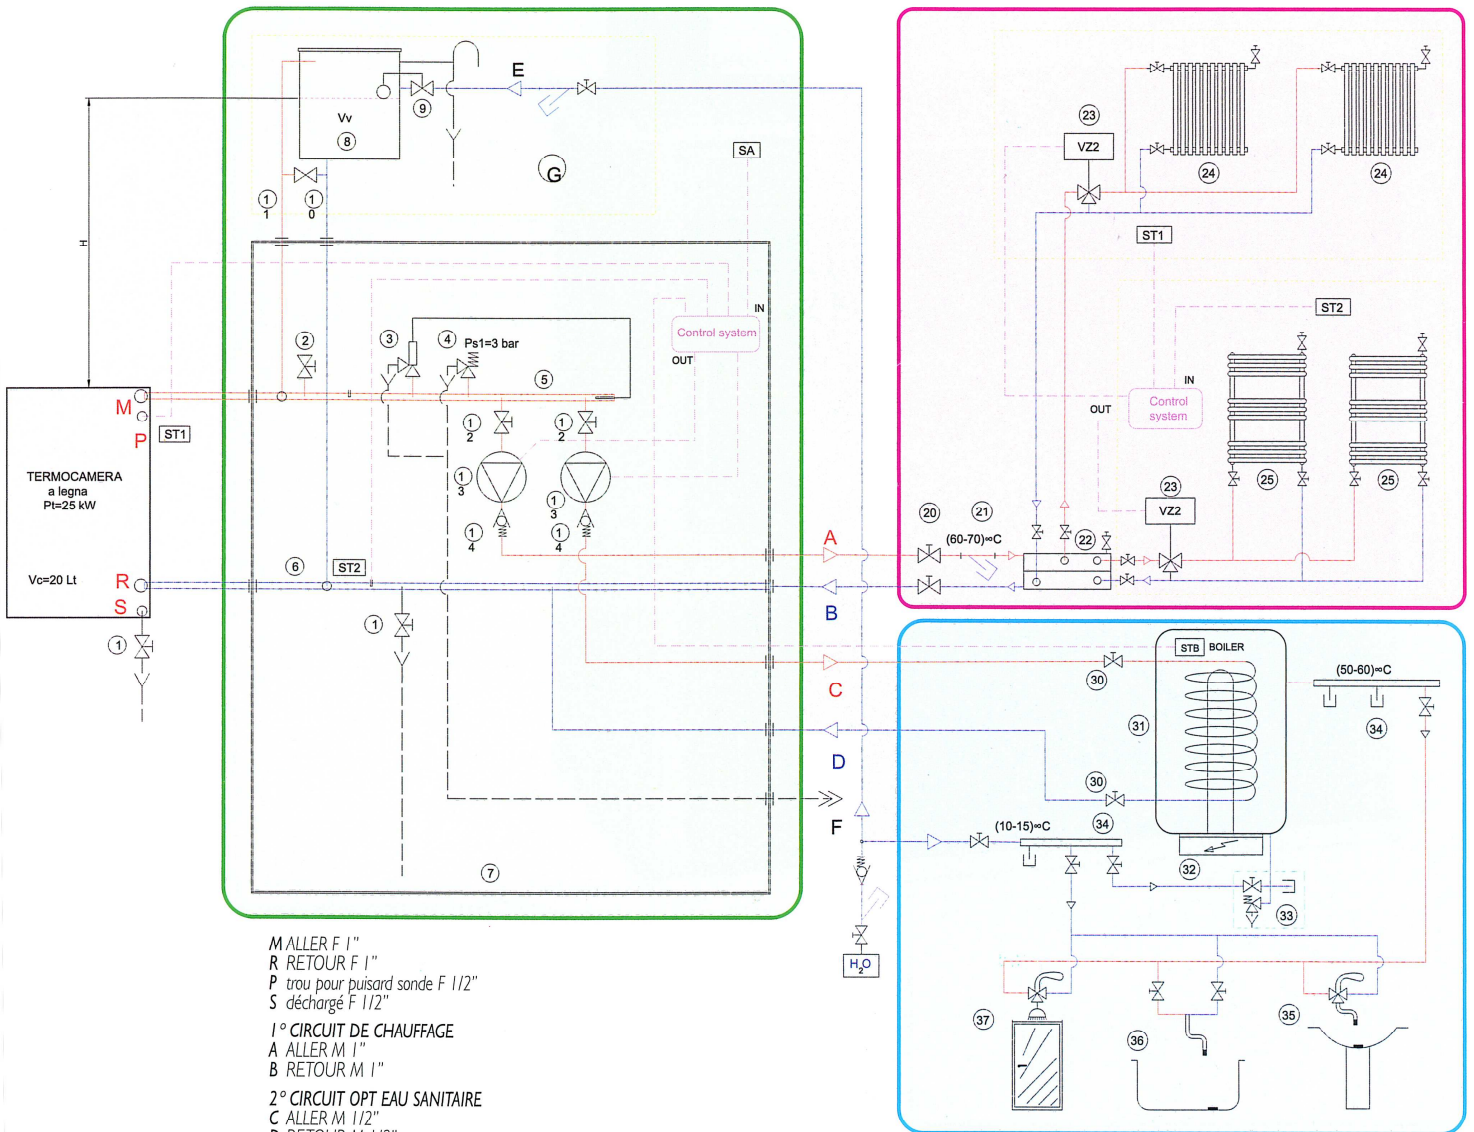 E
9
Vv
8
G
SA
1
1
1
0
H
IN
Control system
OUT
2
3
4
Ps1=3 bar
5
M
P
ST1
TERMOCAMERA
a legna
Pt=25 kW
Vc=20 Lt
R
S
1
1
2
1
2
1
3
1
3
1
4
1
4
6
ST2
1
7
A
B
C
D
F
H2O
23
VZ2
24
24
ST1
ST2
IN
Control
system
OUT
25
25
23
VZ2
20
21
(60-70)∞C
22
STB BOILER
30
31
(50-60)∞C
34
30
(10-15)∞C
34
32
33
37
36
35
M ALLER F 1"
R RETOUR F 1"
P trou pour puisard sonde F 1/2"
S déchargé F 1/2"
1° CIRCUIT DE CHAUFFAGE
A ALLER M 1"
B RETOUR M 1"
2° CIRCUIT OPT EAU SANITAIRE
C ALLER M 1/2"
D RETOUR M 1/2"